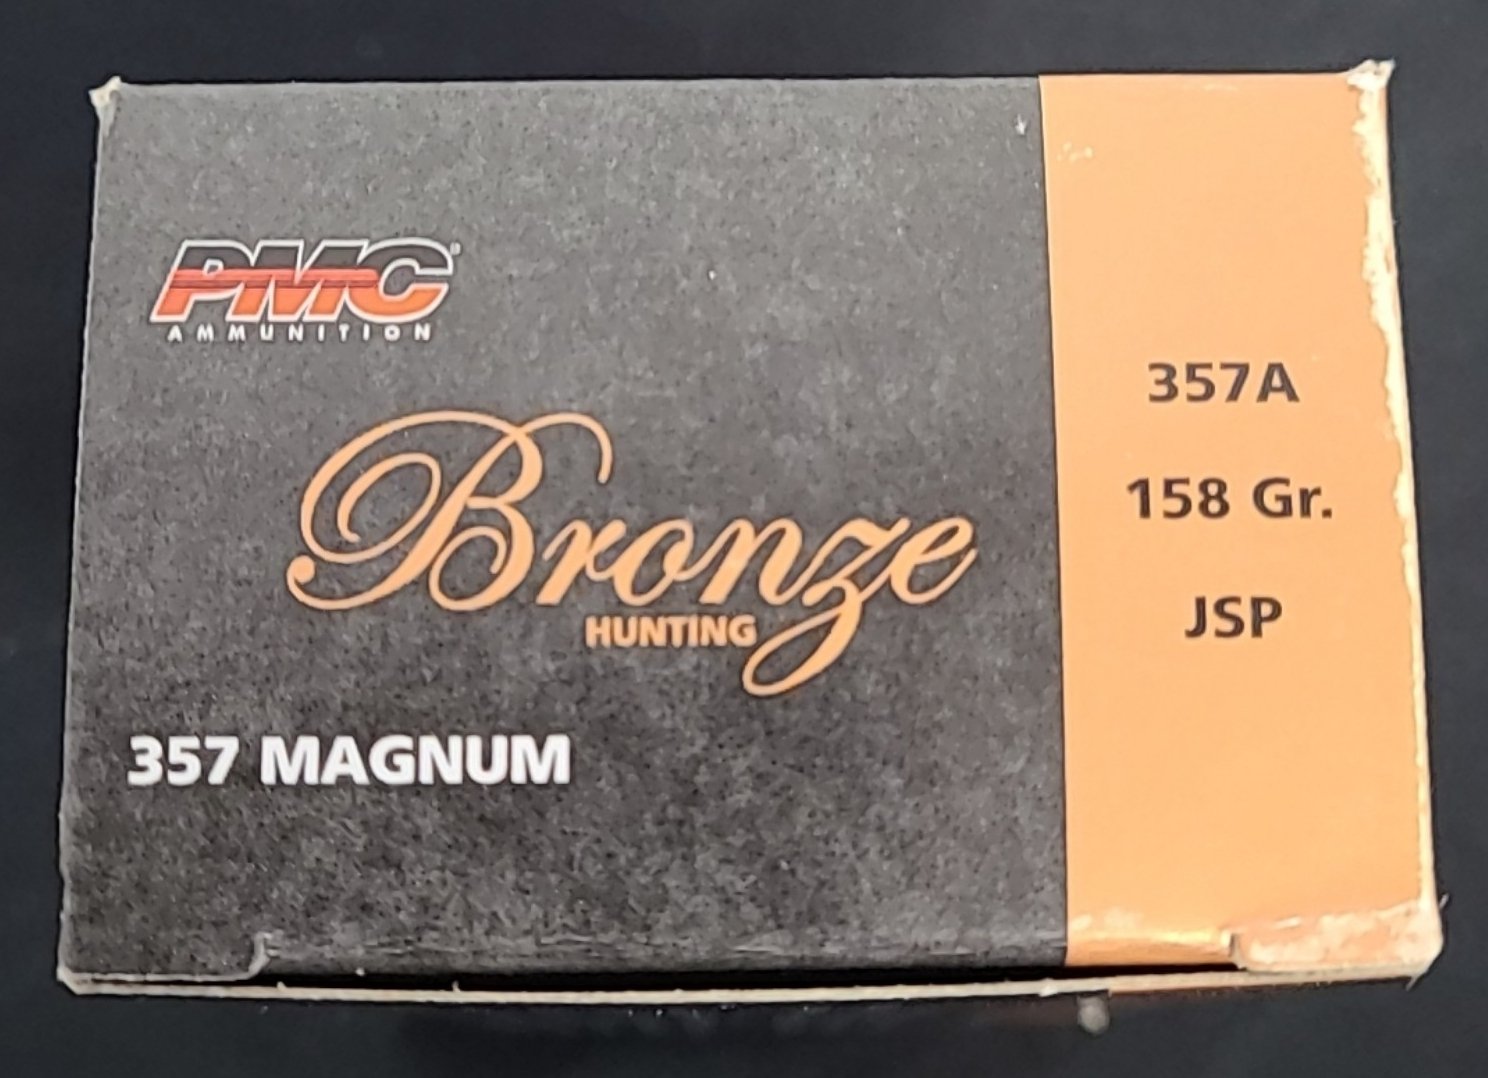 PMC®
AMMUNITION
Bronze
HUNTING
357 MAGNUM
357A
158 Gr.
JSP